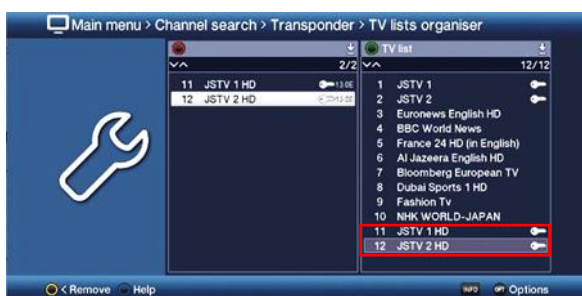 Main menu > Channel search > Transponder > TV lists organiser
2/2
11 JSTV 1 HD 13.0E
12 JSTV 2 HD
TV list
12/12
1 JSTV 1
2 JSTV 2
3 Euronews English HD
4 BBC World News
5 France 24 HD (in English)
6 Al Jazeera English HD
7 Bloomberg European TV
8 Dubai Sports 1 HD
9 Fashion Tv
10 NHK WORLD-JAPAN
11 JSTV 1 HD
12 JSTV 2 HD
< Remove Help INFO OPT Options